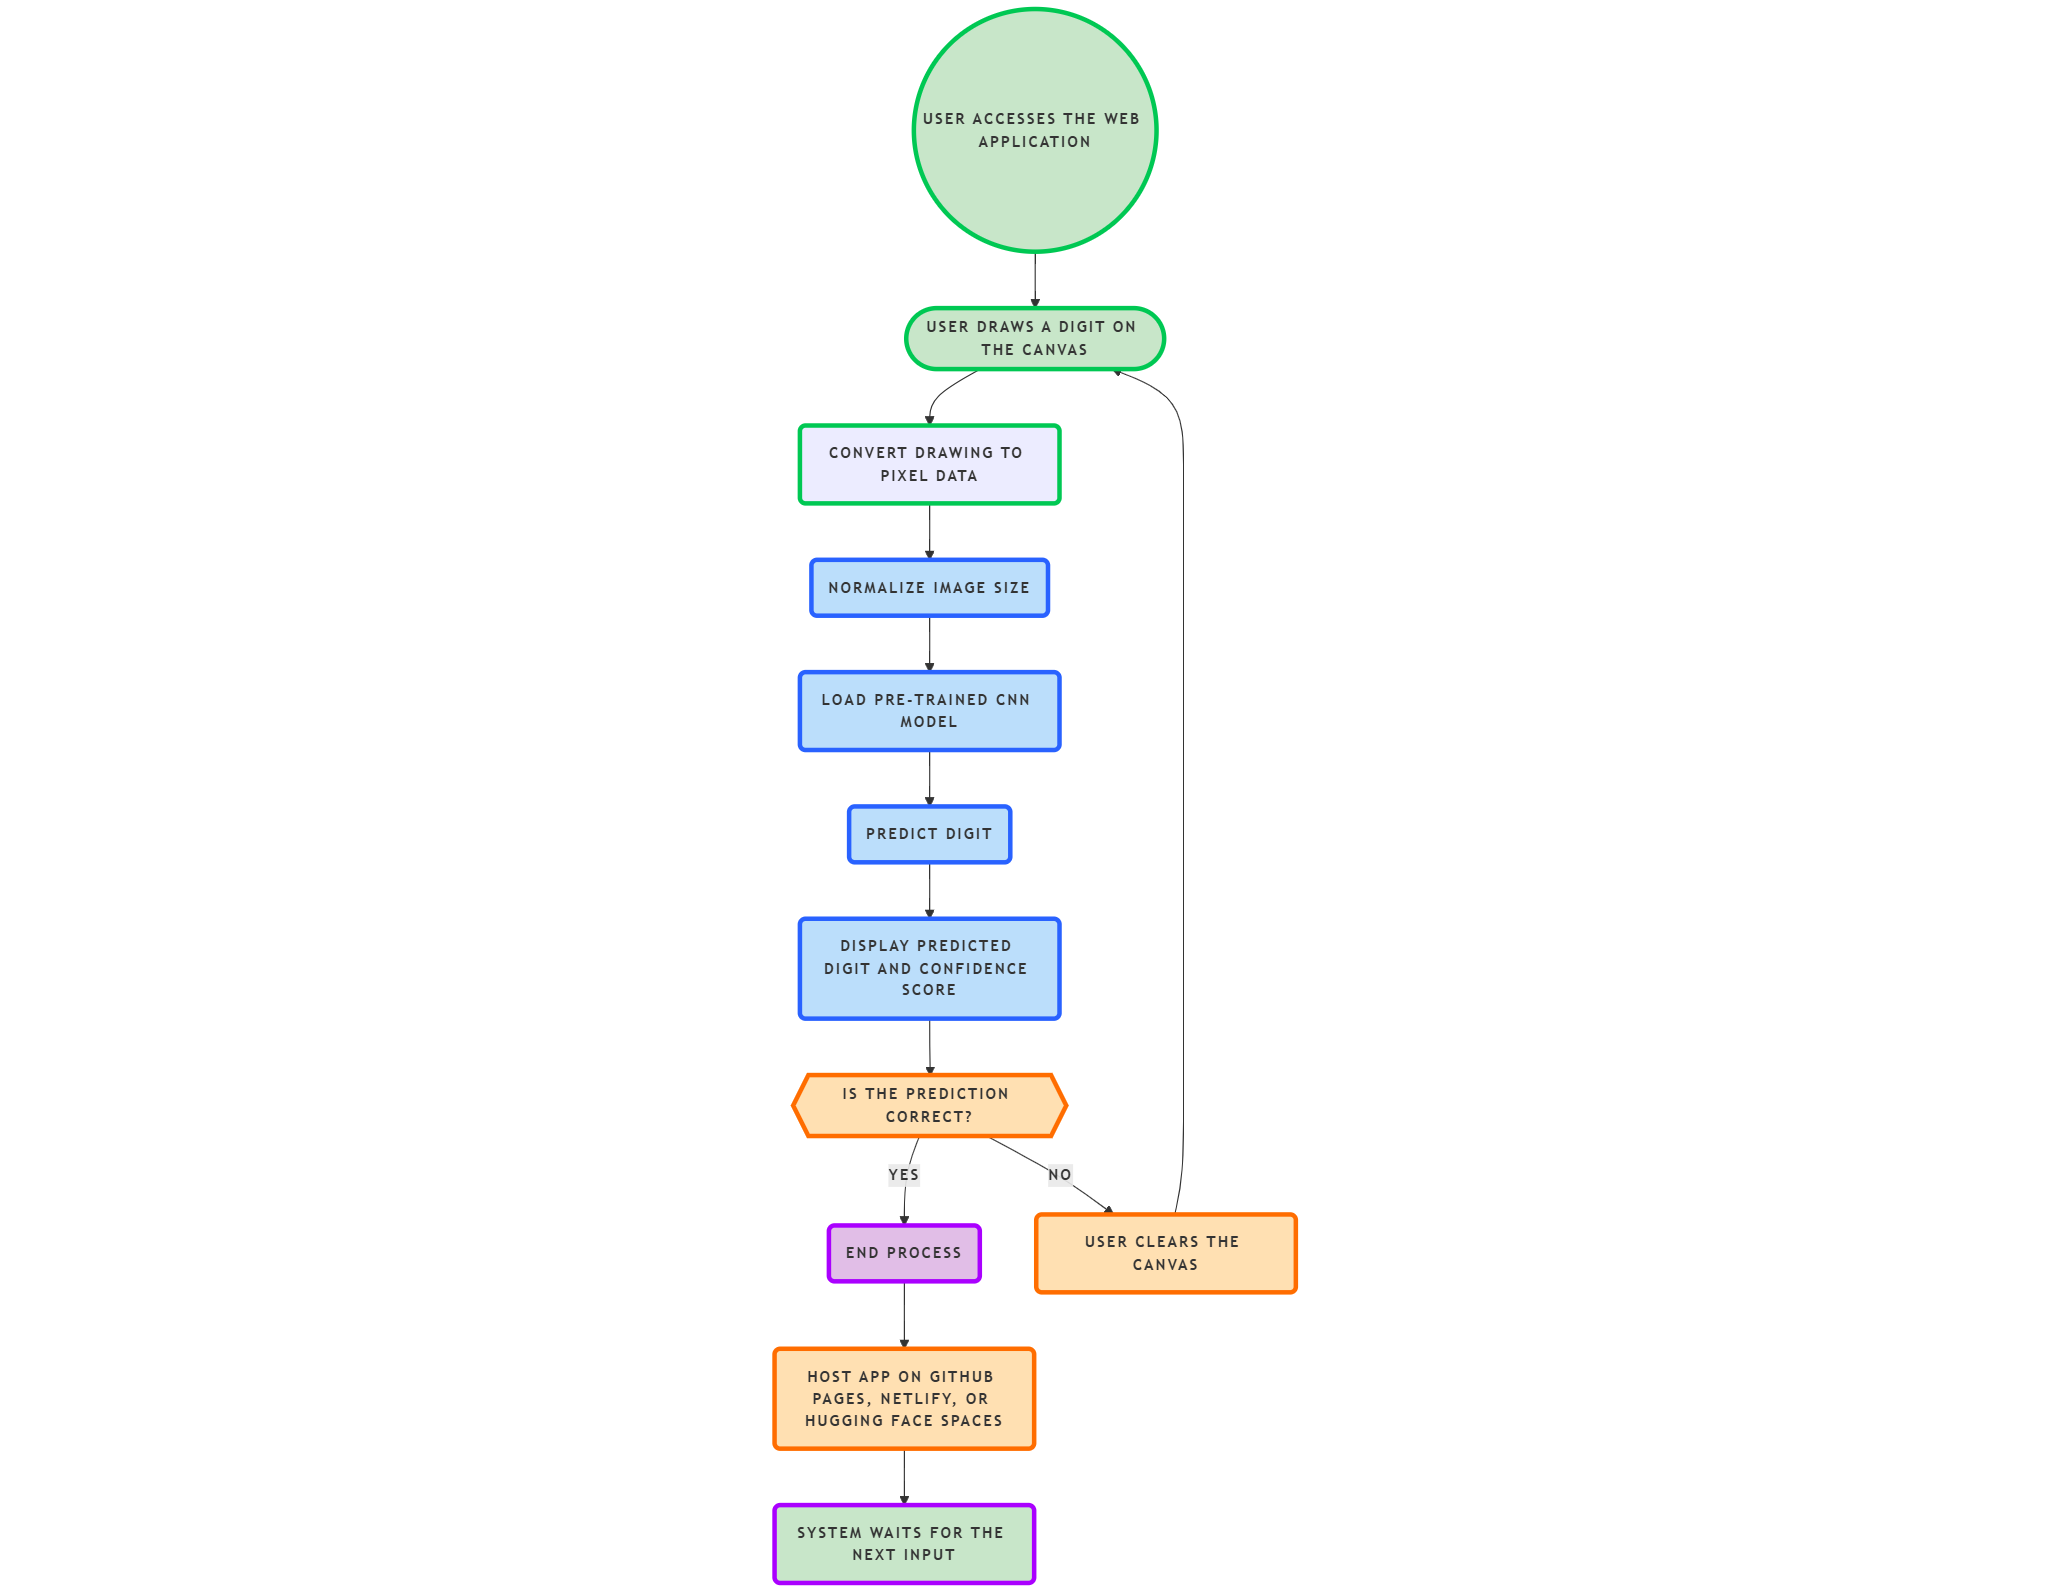 USER ACCESSES THE WEB
APPLICATION
USER DRAWS A DIGIT ON
THE CANVAS
CONVERT DRAWING TO
PIXEL DATA
NORMALIZE IMAGE SIZE
LOAD PRE-TRAINED CNN
MODEL
PREDICT DIGIT
DISPLAY PREDICTED
DIGIT AND CONFIDENCE
SCORE
IS THE PREDICTION
CORRECT?
YES
NO
END PROCESS
USER CLEARS THE
CANVAS
HOST APP ON GITHUB
PAGES, NETLIFY, OR
HUGGING FACE SPACES
SYSTEM WAITS FOR THE
NEXT INPUT